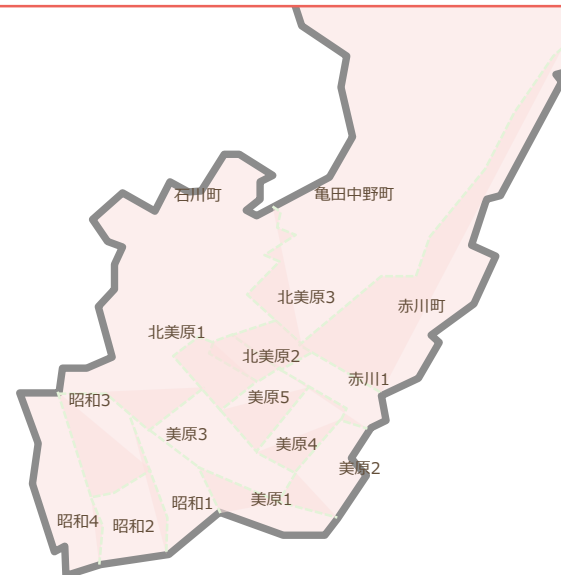 石川町
亀田中野町
北美原3
赤川町
北美原1
北美原2
赤川1
昭和3
美原5
美原3
美原4
美原2
昭和1
美原1
昭和4
昭和2